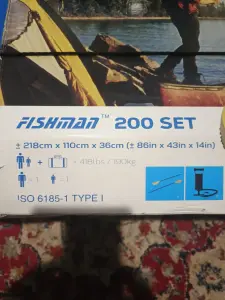 FISHMAN™ 200 SET
± 218cm x 110cm x 36cm (± 86in x 43in x 14in)
ISO 6185-1 TYPE I